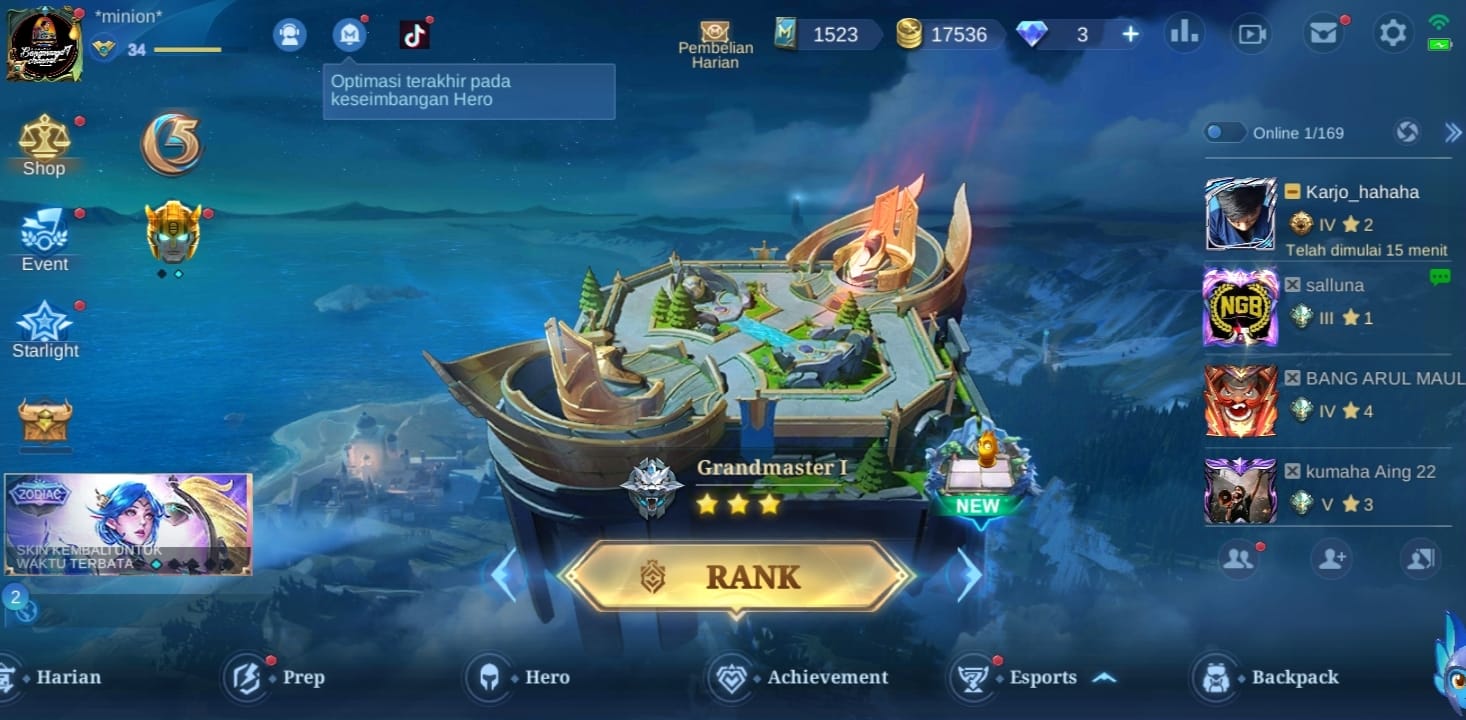 *minion*
34
Optimasi terakhir pada
keseimbangan Hero
Pembelian
Harian
1523
17536
3
Shop
Event
Starlight
ZODIAC
SKIN KEMBALI UNTUK
WAKTU TERBATA
2
Online 1/169
Karjo_hahaha
IV 2
Telah dimulai 15 menit
salluna
III 1
NGB
BANG ARUL MAUL
IV 4
kumaha Aing 22
V 3
Grandmaster I
NEW
RANK
Harian
Prep
Hero
Achievement
Esports
Backpack